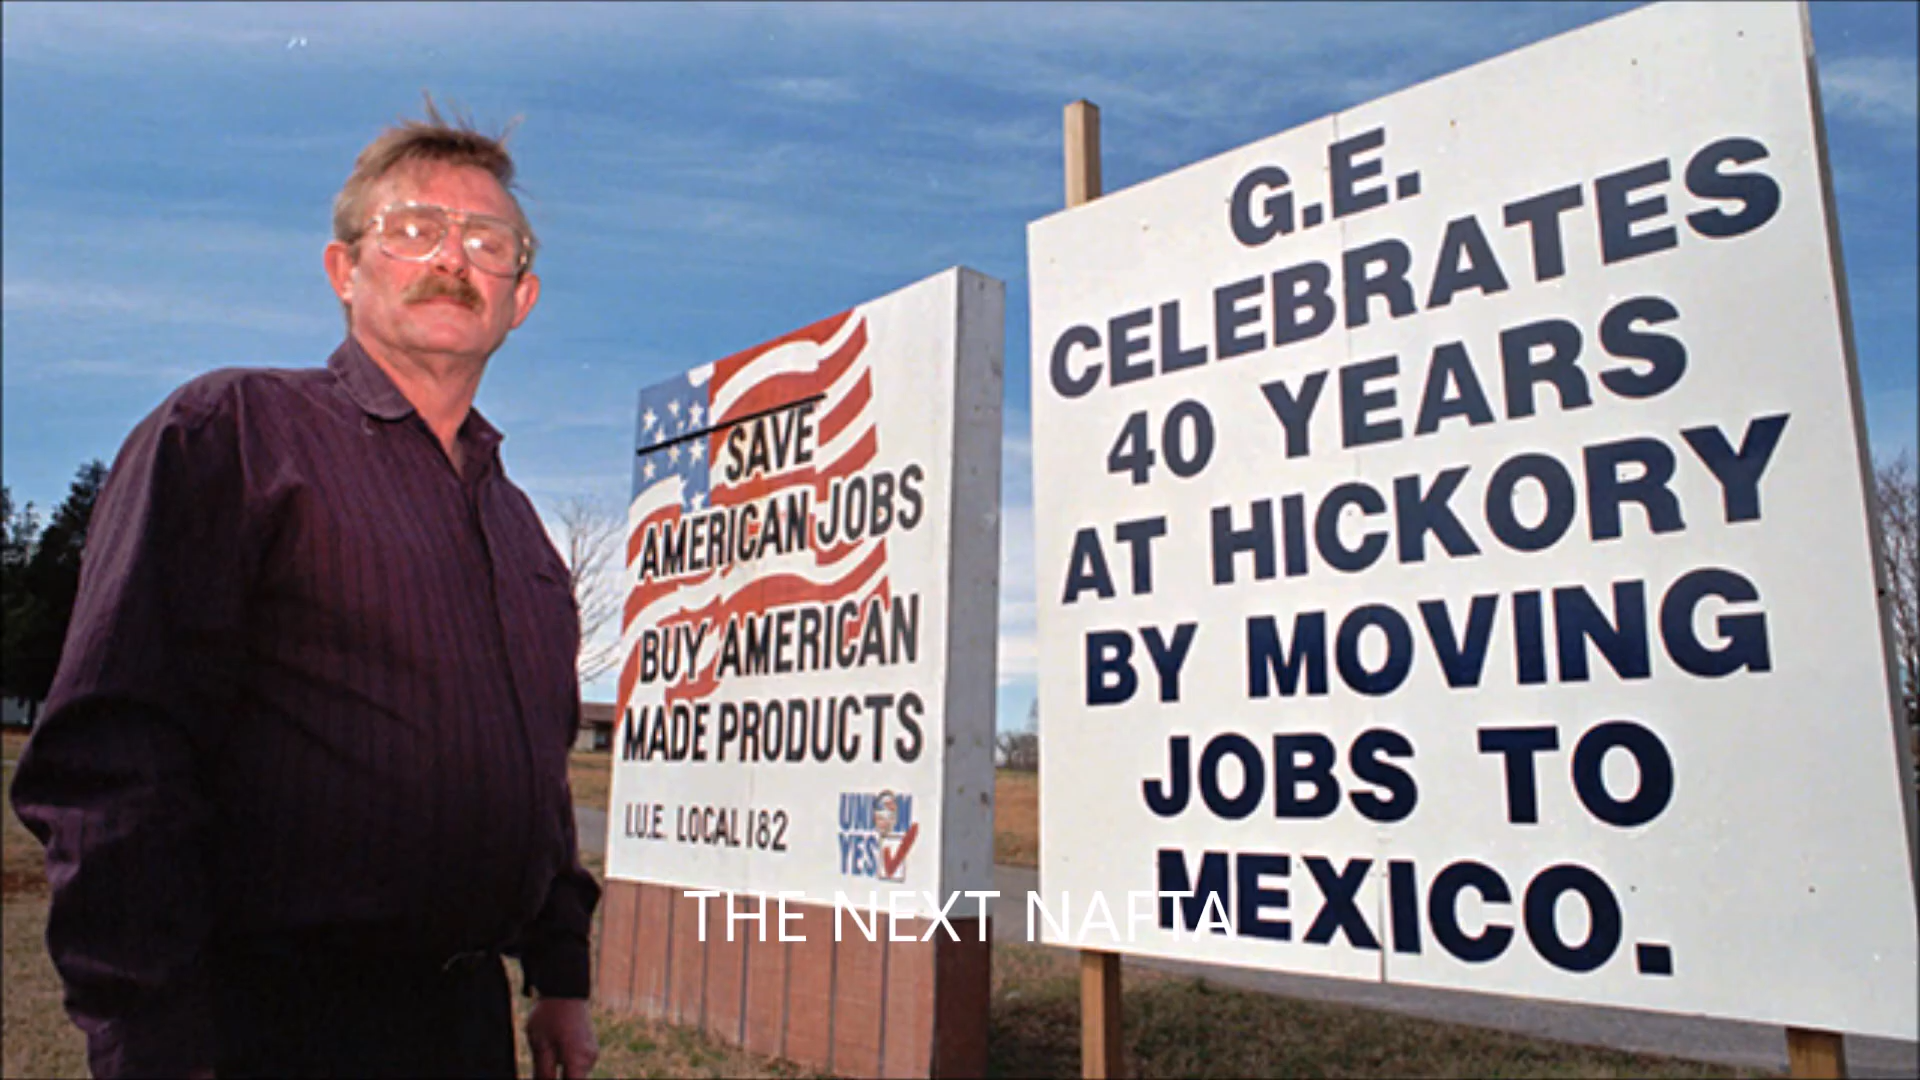 SAVE
AMERICAN JOBS
BUY AMERICAN
MADE PRODUCTS
I.U.E. LOCAL 182
UNION
YES
G.E.
CELEBRATES
40 YEARS
AT HICKORY
BY MOVING
JOBS TO
MEXICO.
THE NEXT NAFTA